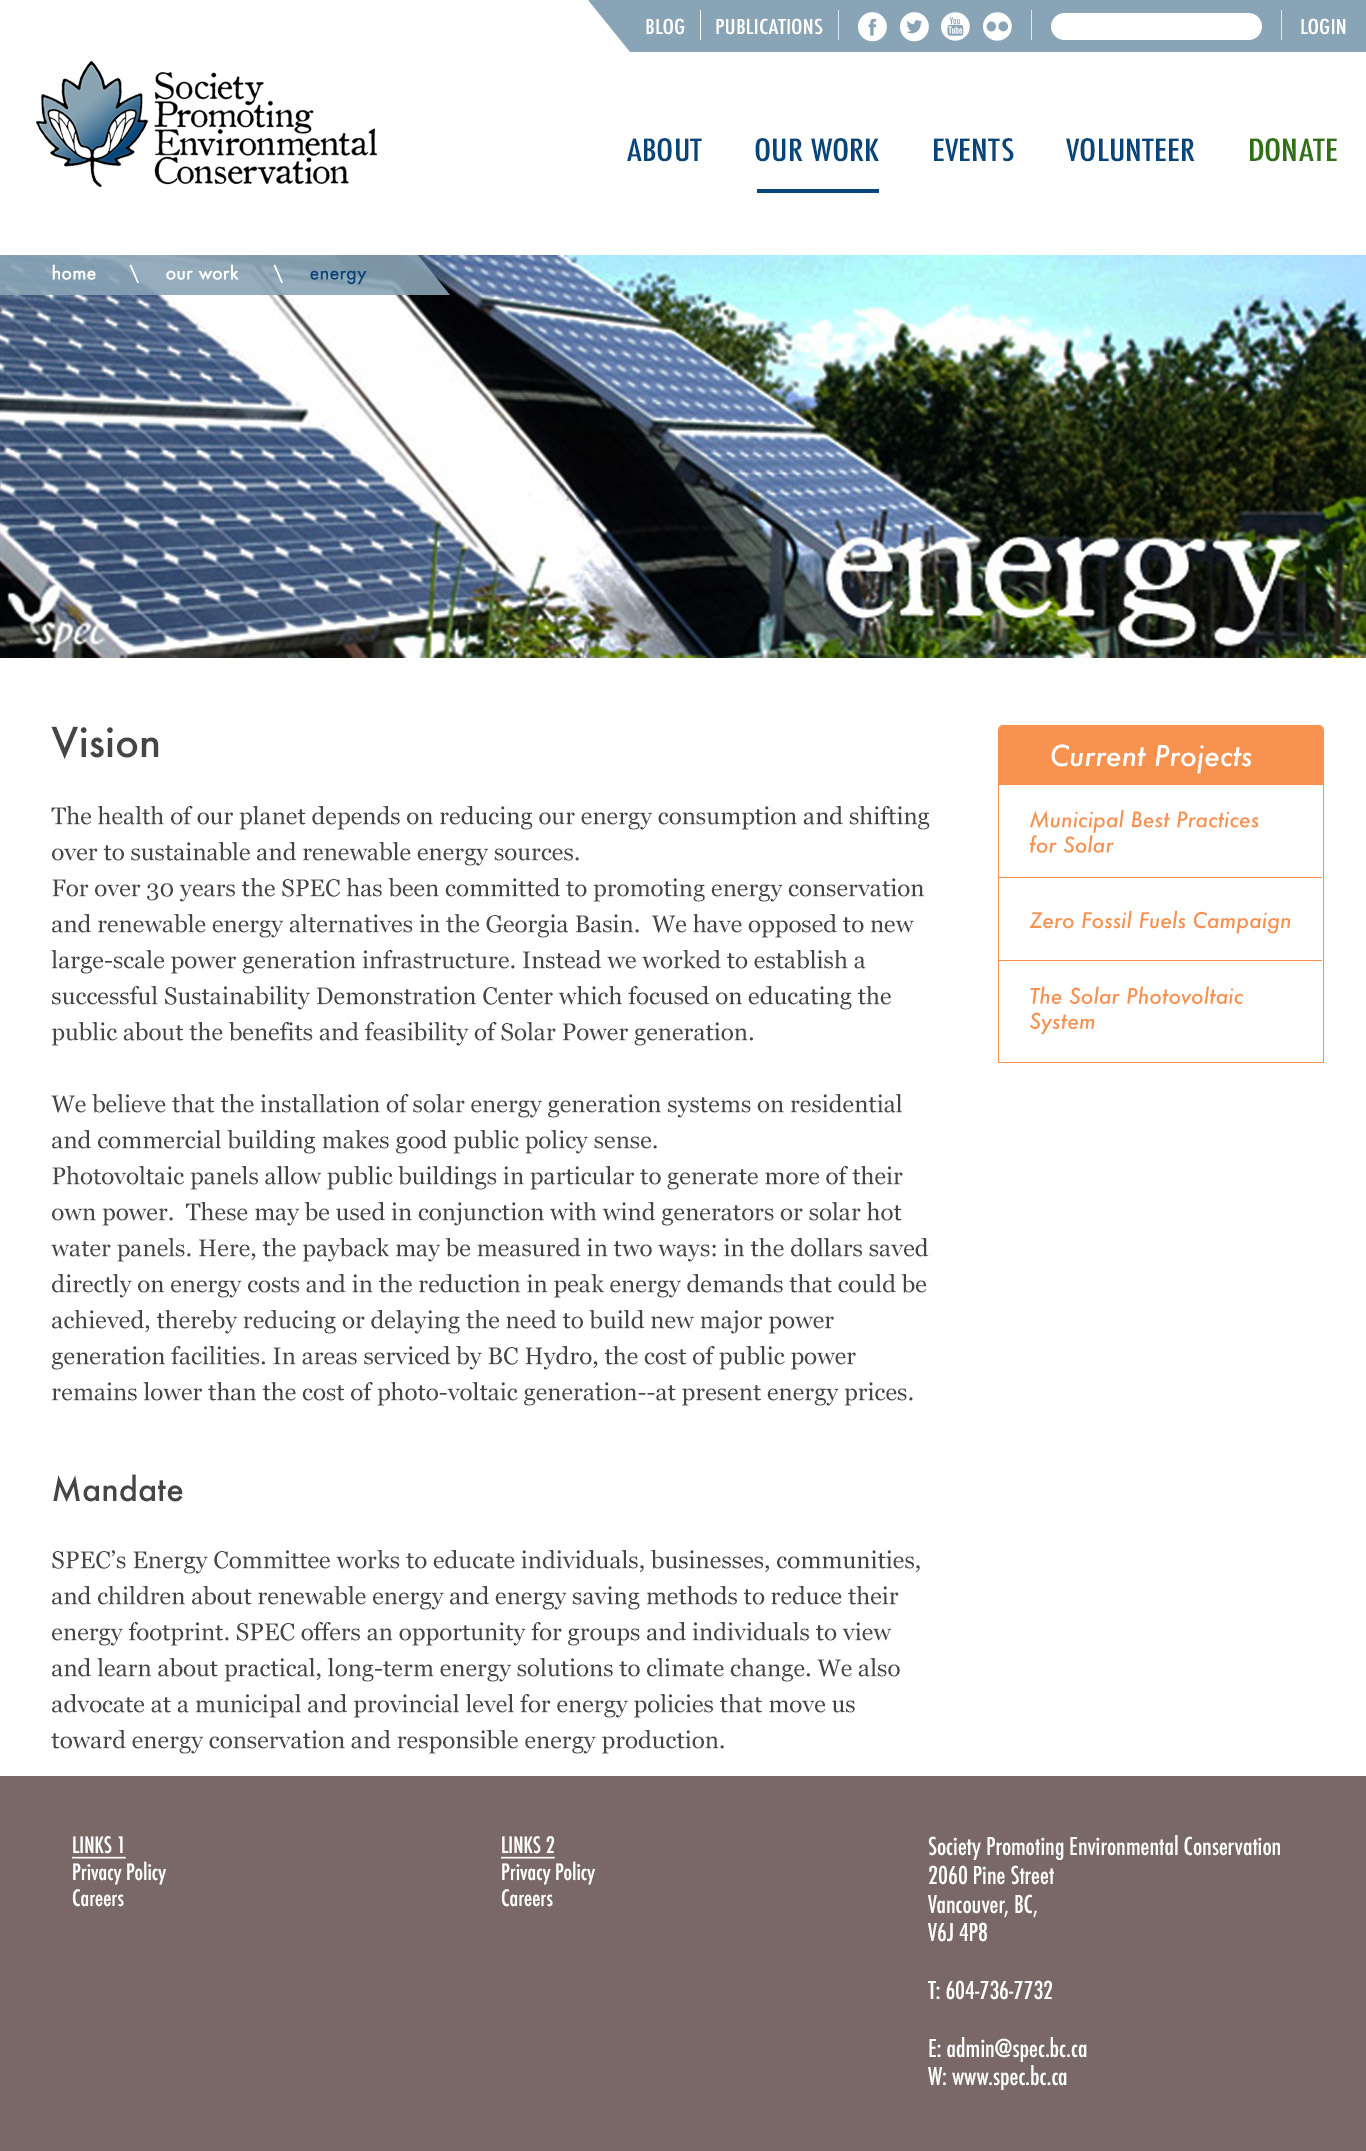 BLOG
PUBLICATIONS
You
Tube
LOGIN
Society
Promoting
Environmental
Conservation
ABOUT
OUR WORK
EVENTS
VOLUNTEER
DONATE
home \ our work \ energy
energy
spec
Vision
The health of our planet depends on reducing our energy consumption and shifting
over to sustainable and renewable energy sources.
For over 30 years the SPEC has been committed to promoting energy conservation
and renewable energy alternatives in the Georgia Basin.  We have opposed to new
large-scale power generation infrastructure. Instead we worked to establish a
successful Sustainability Demonstration Center which focused on educating the
public about the benefits and feasibility of Solar Power generation.
We believe that the installation of solar energy generation systems on residential
and commercial building makes good public policy sense.
Photovoltaic panels allow public buildings in particular to generate more of their
own power.  These may be used in conjunction with wind generators or solar hot
water panels. Here, the payback may be measured in two ways: in the dollars saved
directly on energy costs and in the reduction in peak energy demands that could be
achieved, thereby reducing or delaying the need to build new major power
generation facilities. In areas serviced by BC Hydro, the cost of public power
remains lower than the cost of photo-voltaic generation--at present energy prices.
Mandate
SPEC’s Energy Committee works to educate individuals, businesses, communities,
and children about renewable energy and energy saving methods to reduce their
energy footprint. SPEC offers an opportunity for groups and individuals to view
and learn about practical, long-term energy solutions to climate change. We also
advocate at a municipal and provincial level for energy policies that move us
toward energy conservation and responsible energy production.
Current Projects
Municipal Best Practices
for Solar
Zero Fossil Fuels Campaign
The Solar Photovoltaic
System
LINKS 1
Privacy Policy
Careers
LINKS 2
Privacy Policy
Careers
Society Promoting Environmental Conservation
2060 Pine Street
Vancouver, BC,
V6J 4P8
T: 604-736-7732
E: admin@spec.bc.ca
W: www.spec.bc.ca